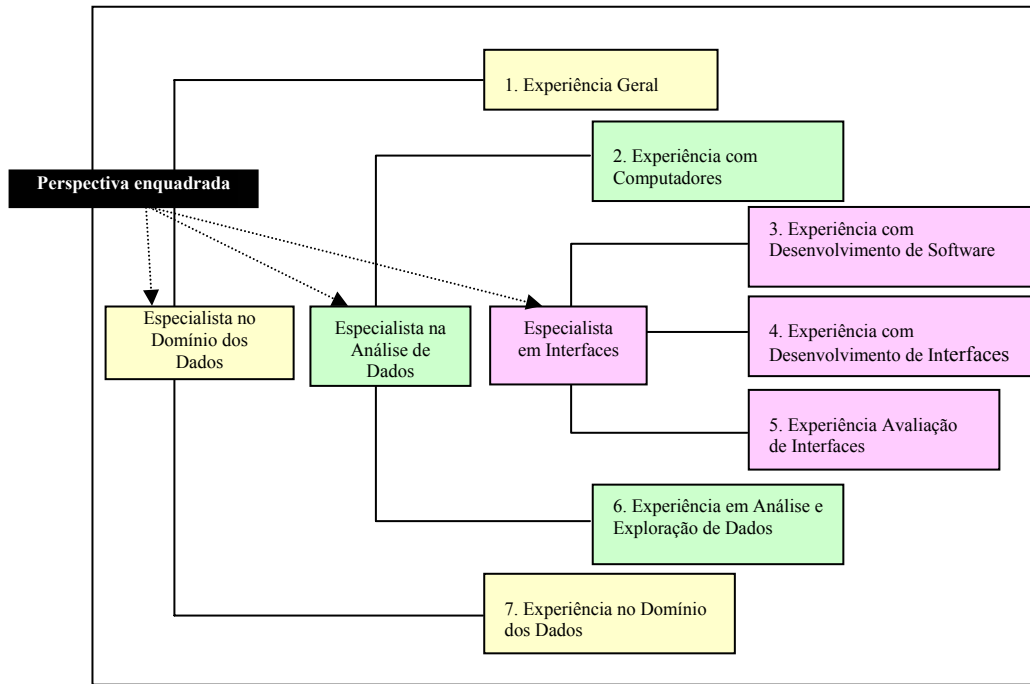 1. Experiência Geral
2. Experiência com
Computadores
Perspectiva enquadrada
3. Experiência com
Desenvolvimento de Software
Especialista no
Domínio dos
Dados
Especialista na
Análise de
Dados
Especialista
em Interfaces
4. Experiência com
Desenvolvimento de Interfaces
5. Experiência Avaliação
de Interfaces
6. Experiência em Análise e
Exploração de Dados
7. Experiência no Domínio
dos Dados